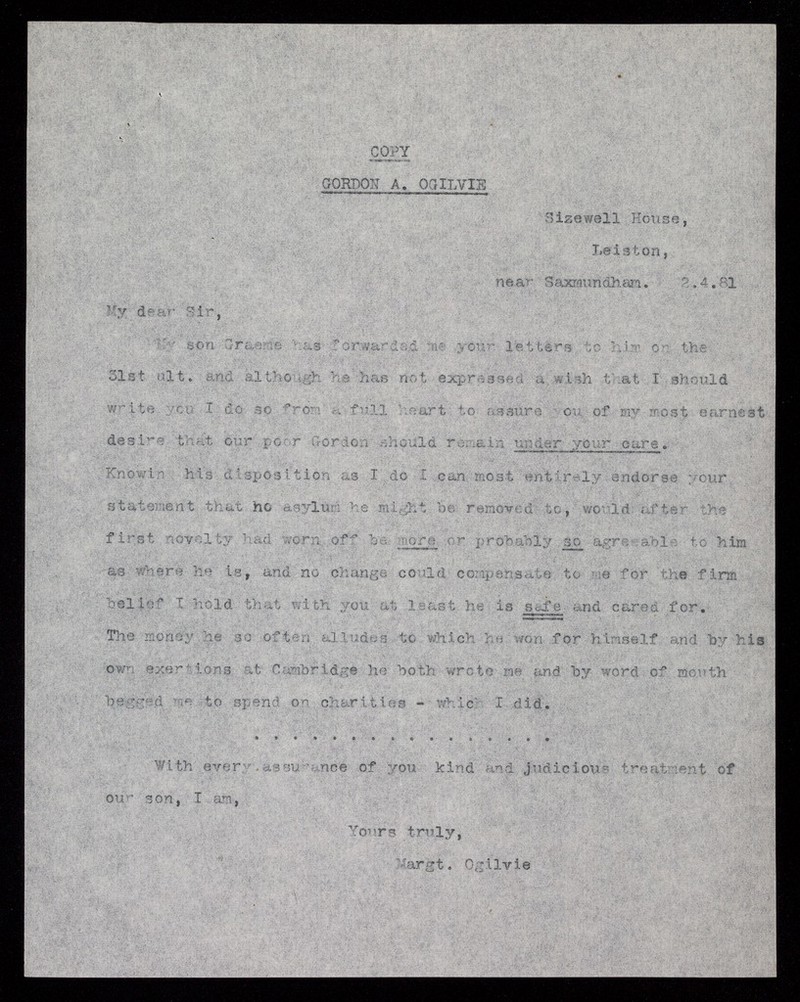 COPY
GORDON A. OGILVIE
Sizewell House,
Leiston,
near Saxmundham. 2.4.81
My dear Sir,
My son Graeme has forwarded me your letters to him on the
31st ult. and although he has not expressed a wish that I should
write you I do so from a full heart to assure you of my most earnest
desire that our poor Gordon should remain under your care.
Knowin his disposition as I do I can most entirely endorse your
statement that no asylum he might be removed to, would after the
first novelty had worn off be more or probably so agreeable to him
as where he is, and no change could compensate to me for the firm
belief I hold that with you at least he is safe and cared for.
The money he so often alludes to which he won for himself and by his
own exertions at Cambridge he both wrote me and by word of mouth
begged me to spend on charities - which I did.
. . . . . . . . . . . . . . . .
With every assurance of you kind and judicious treatment of
our son, I am,
Yours truly,
Margt. Ogilvie